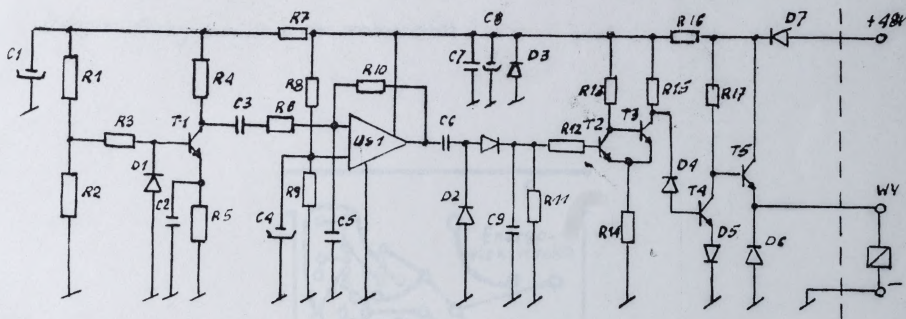 R7
C8
R16
D7
+48V
C1
R1
R4
R8
R10
C7
D3
R13
R15
R17
R3
T1
C3
R6
US1
C6
R12
T2
T3
D4
T4
T5
WY
R2
D1
C2
R5
C4
R9
C5
D2
C9
R11
R14
D5
D6
−